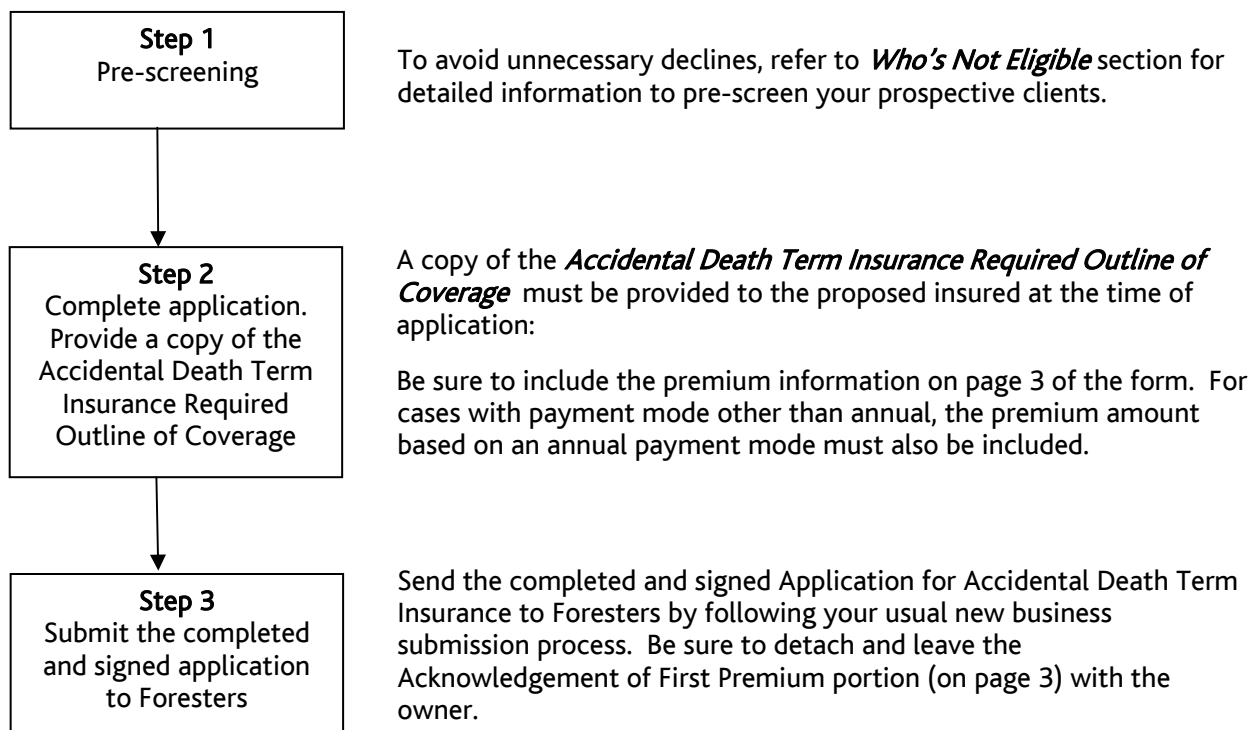 Step 1
Pre-screening
To avoid unnecessary declines, refer to Who's Not Eligible section for
detailed information to pre-screen your prospective clients.
Step 2
Complete application.
Provide a copy of the
Accidental Death Term
Insurance Required
Outline of Coverage
A copy of the Accidental Death Term Insurance Required Outline of
Coverage must be provided to the proposed insured at the time of
application:
Be sure to include the premium information on page 3 of the form. For
cases with payment mode other than annual, the premium amount
based on an annual payment mode must also be included.
Step 3
Submit the completed
and signed application
to Foresters
Send the completed and signed Application for Accidental Death Term
Insurance to Foresters by following your usual new business
submission process. Be sure to detach and leave the
Acknowledgement of First Premium portion (on page 3) with the
owner.